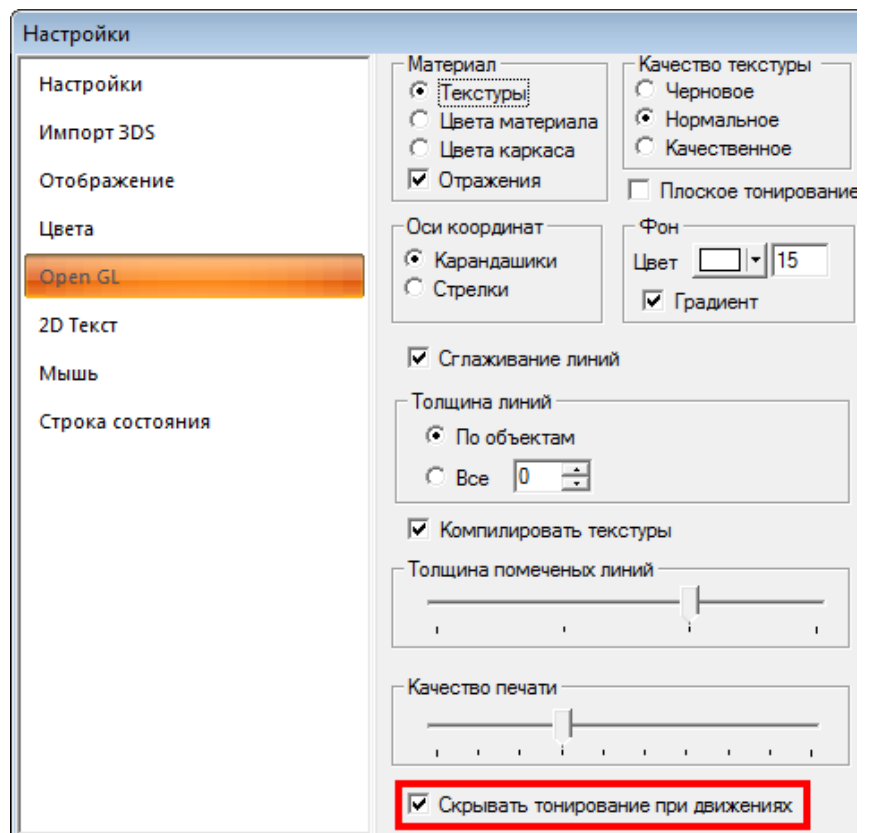 Настройки
Настройки
Импорт 3DS
Отображение
Цвета
Open GL
2D Текст
Мышь
Строка состояния
Материал
Текстуры
Цвета материала
Цвета каркаса
Отражения
Качество текстуры
Черновое
Нормальное
Качественное
Плоское тонирование
Оси координат
Карандашики
Стрелки
Фон
Цвет 15
Градиент
Сглаживание линий
Толщина линий
По объектам
Все 0
Компилировать текстуры
Толщина помеченых линий
Качество печати
Скрывать тонирование при движениях